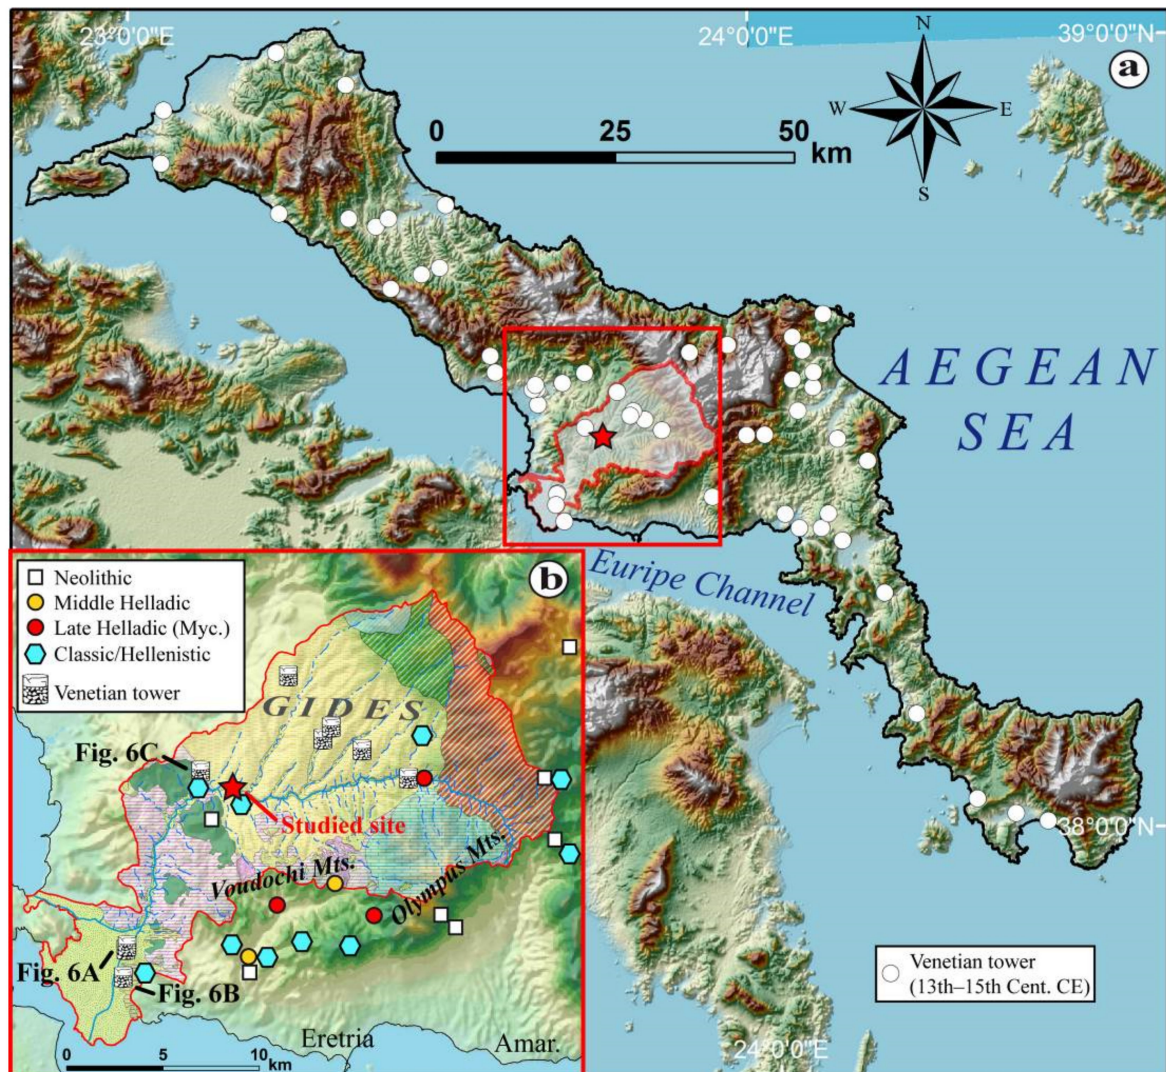 23°0'0"E
24°0'0"E
39°0'0"N
a
N
W
E
S
0
25
50
km
AEGEAN
SEA
Euripe Channel
38°0'0"N
Venetian tower
(13th–15th Cent. CE)
24°0'0"E
b
Neolithic
Middle Helladic
Late Helladic (Myc.)
Classic/Hellenistic
Venetian tower
GIDES
Fig. 6C
Studied site
Voudochi Mts.
Olympus Mts.
Fig. 6A
Fig. 6B
Eretria
Amar.
0
5
10
km